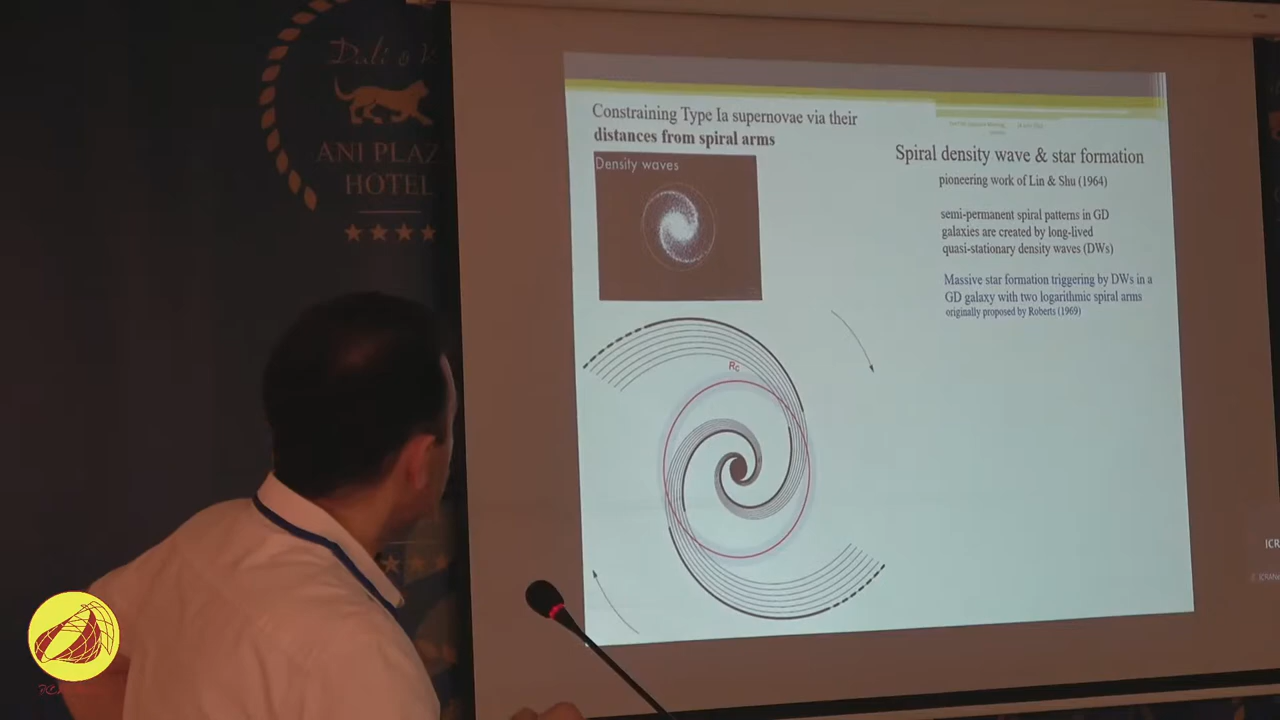 ANI PLAZ
HOTEL
Constraining Type Ia supernovae via their
distances from spiral arms
Density waves
Spiral density wave & star formation
pioneering work of Lin & Shu (1964)
semi-permanent spiral patterns in GD
galaxies are created by long-lived
quasi-stationary density waves (DWs)
Massive star formation triggering by DWs in a
GD galaxy with two logarithmic spiral arms
originally proposed by Roberts (1969)
Rc
ICR